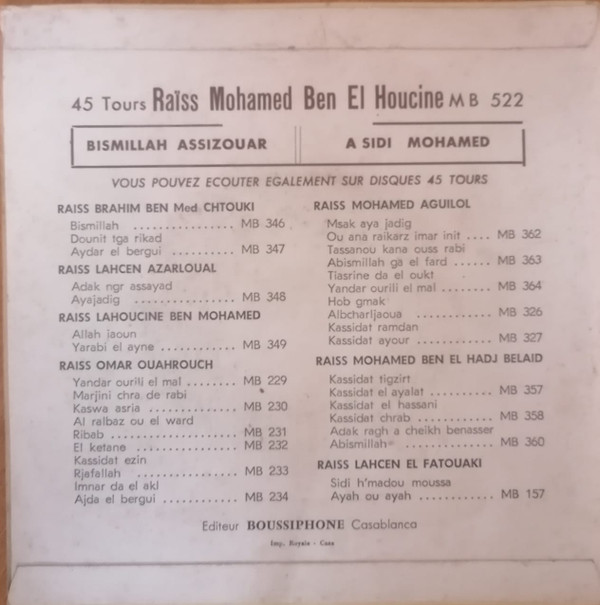 45 Tours Raïss Mohamed Ben El Houcine MB 522
BISMILLAH ASSIZOUAR
A SIDI MOHAMED
VOUS POUVEZ ECOUTER EGALEMENT SUR DISQUES 45 TOURS
RAISS BRAHIM BEN Med CHTOUKI
Bismillah ................ MB 346
Dounit tga rikad
Aydar el bergui ......... MB 347
RAISS LAHCEN AZARLOUAL
Adak ngr assayad
Ayajadig ................ MB 348
RAISS LAHOUCINE BEN MOHAMED
Allah iaoun
Yarabi el ayne ........... MB 349
RAISS OMAR OUAHROUCH
Yandar ourili el mal ........ MB 229
Marjini chra de rabi
Kaswa asria .............. MB 230
Al ralbaz ou el ward
Ribab .................... MB 231
El ketane ................ MB 232
Kassidat ezin
Rjafallah ................ MB 233
Imnar da el akl
Ajda el bergui ............ MB 234
RAISS MOHAMED AGUILOL
Msak aya jadig
Ou ana raikarz imar init .... MB 362
Tassanou kana ouss rabi
Abismillah ga el fard ...... MB 363
Tiasrine da el oukt
Yandar ourili el mal ........ MB 364
Hob gmak
Albcharljaoua ............ MB 326
Kassidat ramdan
Kassidat ayour ............ MB 327
RAISS MOHAMED BEN EL HADJ BELAID
Kassidat tigzirt
Kassidat el ayalat .......... MB 357
Kassidat el hassani
Kassidat chrab ............ MB 358
Adak ragh a cheikh benasser
Abismillah ............... MB 360
RAISS LAHCEN EL FATOUAKI
Sidi h'madou moussa
Ayah ou ayah ............ MB 157
Editeur BOUSSIPHONE Casablanca
Imp. Royale - Casa